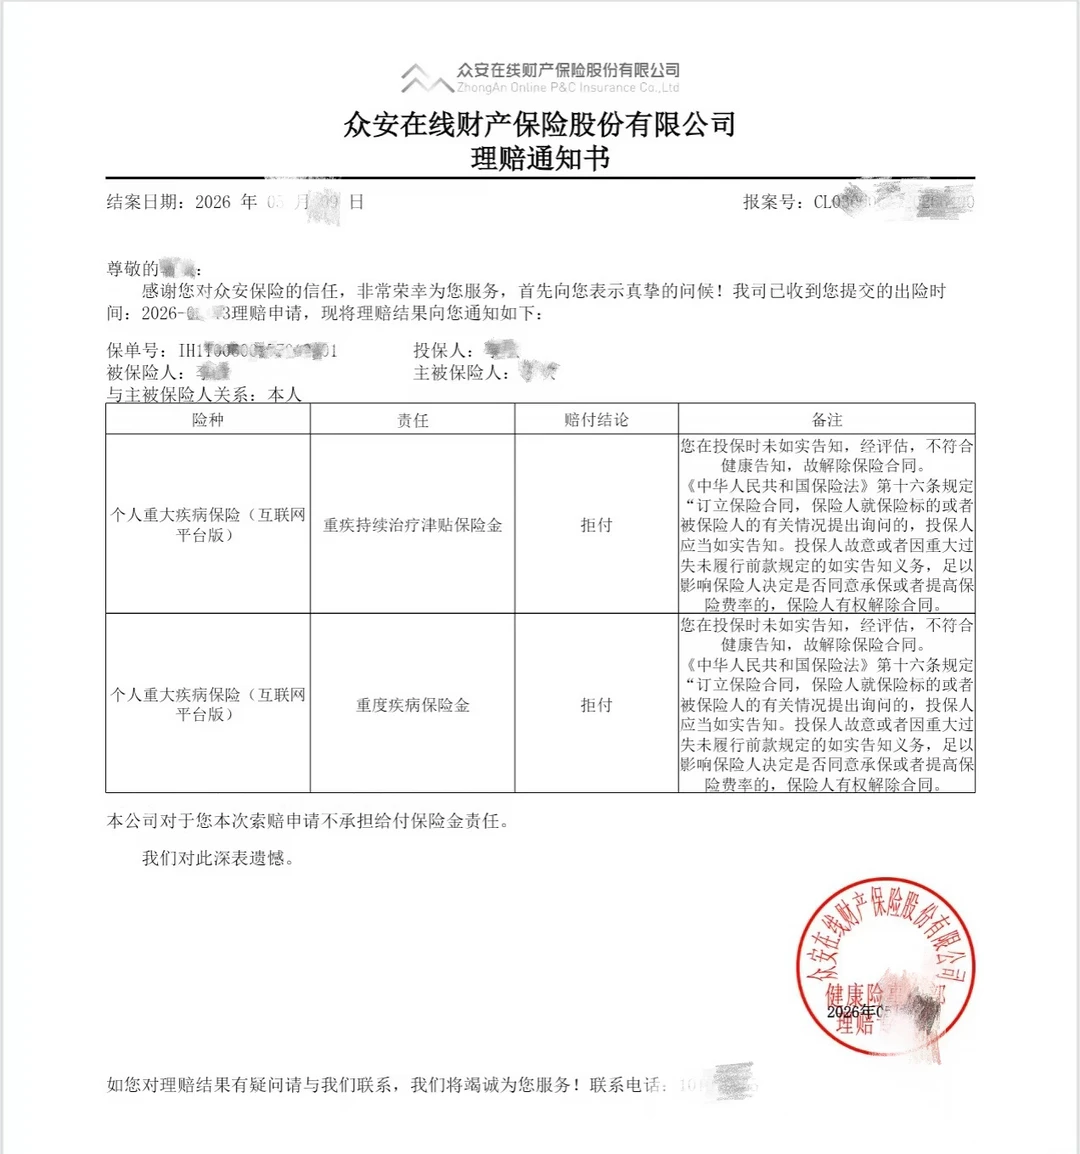 众安在线财产保险股份有限公司
ZhongAn Online P&C Insurance Co.,Ltd
众安在线财产保险股份有限公司
理赔通知书
结案日期：2026 年 05 月 09 日
报案号：CL03
尊敬的：
感谢您对众安保险的信任，非常荣幸为您服务，首先向您表示真挚的问候！我司已收到您提交的出险时
间：2026-理赔申请，现将理赔结果向您通知如下：
保单号：IH1
投保人：
被保险人：
主被保险人：
与主被保险人关系：本人
险种 责任 赔付结论 备注
个人重大疾病保险（互联网
平台版）
重疾持续治疗津贴保险金
拒付
您在投保时未如实告知，经评估，不符合
健康告知，故解除保险合同。
《中华人民共和国保险法》第十六条规定
“订立保险合同，保险人就保险标的或者
被保险人的有关情况提出询问的，投保人
应当如实告知。投保人故意或者因重大过
失未履行前款规定的如实告知义务，足以
影响保险人决定是否同意承保或者提高保
险费率的，保险人有权解除合同。
个人重大疾病保险（互联网
平台版）
重度疾病保险金
拒付
您在投保时未如实告知，经评估，不符合
健康告知，故解除保险合同。
《中华人民共和国保险法》第十六条规定
“订立保险合同，保险人就保险标的或者
被保险人的有关情况提出询问的，投保人
应当如实告知。投保人故意或者因重大过
失未履行前款规定的如实告知义务，足以
影响保险人决定是否同意承保或者提高保
险费率的，保险人有权解除合同。
本公司对于您本次索赔申请不承担给付保险金责任。
我们对此深表遗憾。
众安在线财产保险股份有限公司
健康险
2026年05
理赔
如您对理赔结果有疑问请与我们联系，我们将竭诚为您服务！联系电话：